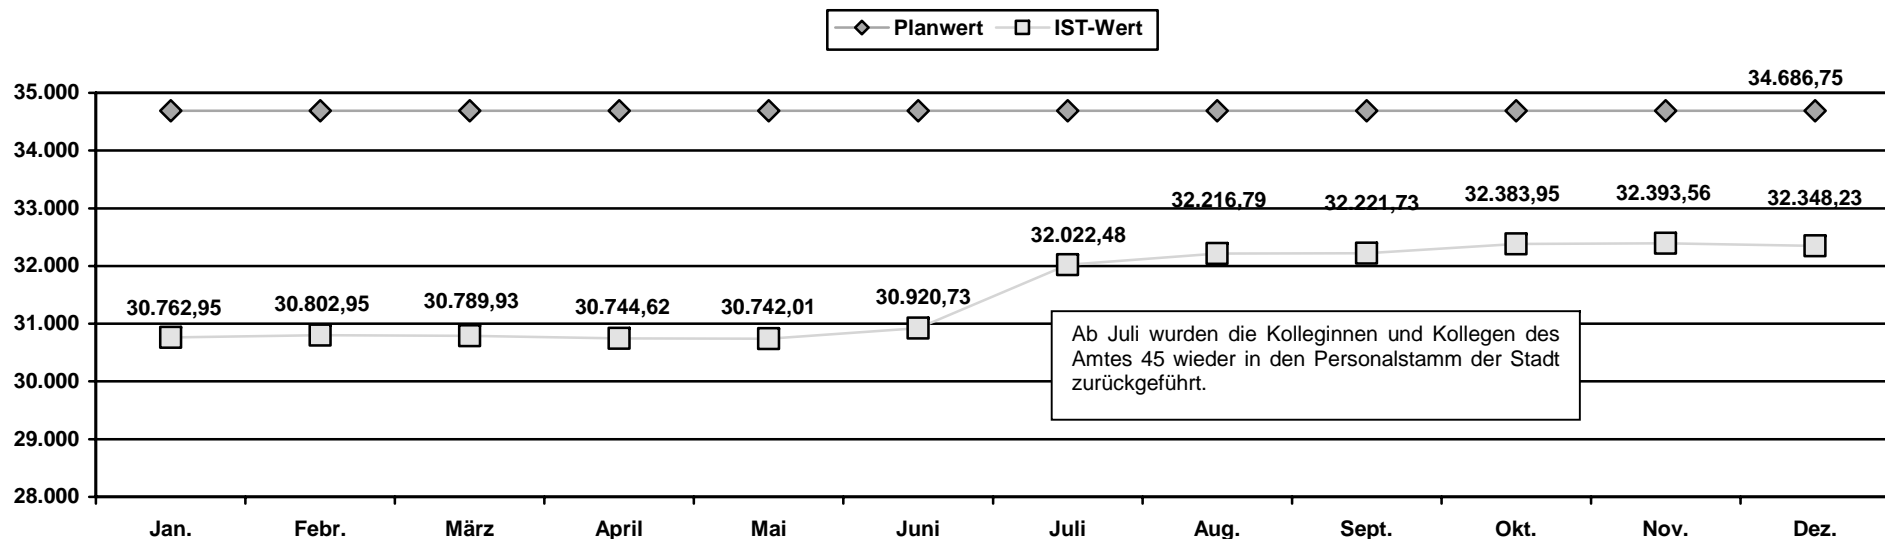 Planwert IST-Wert
34.686,75
35.000
34.000
33.000
32.000
31.000
30.000
29.000
28.000
30.762,95 30.802,95 30.789,93 30.744,62 30.742,01 30.920,73 32.022,48 32.216,79 32.221,73 32.383,95 32.393,56 32.348,23
Ab Juli wurden die Kolleginnen und Kollegen des
Amtes 45 wieder in den Personalstamm der Stadt
zurückgeführt.
Jan. Febr. März April Mai Juni Juli Aug. Sept. Okt. Nov. Dez.